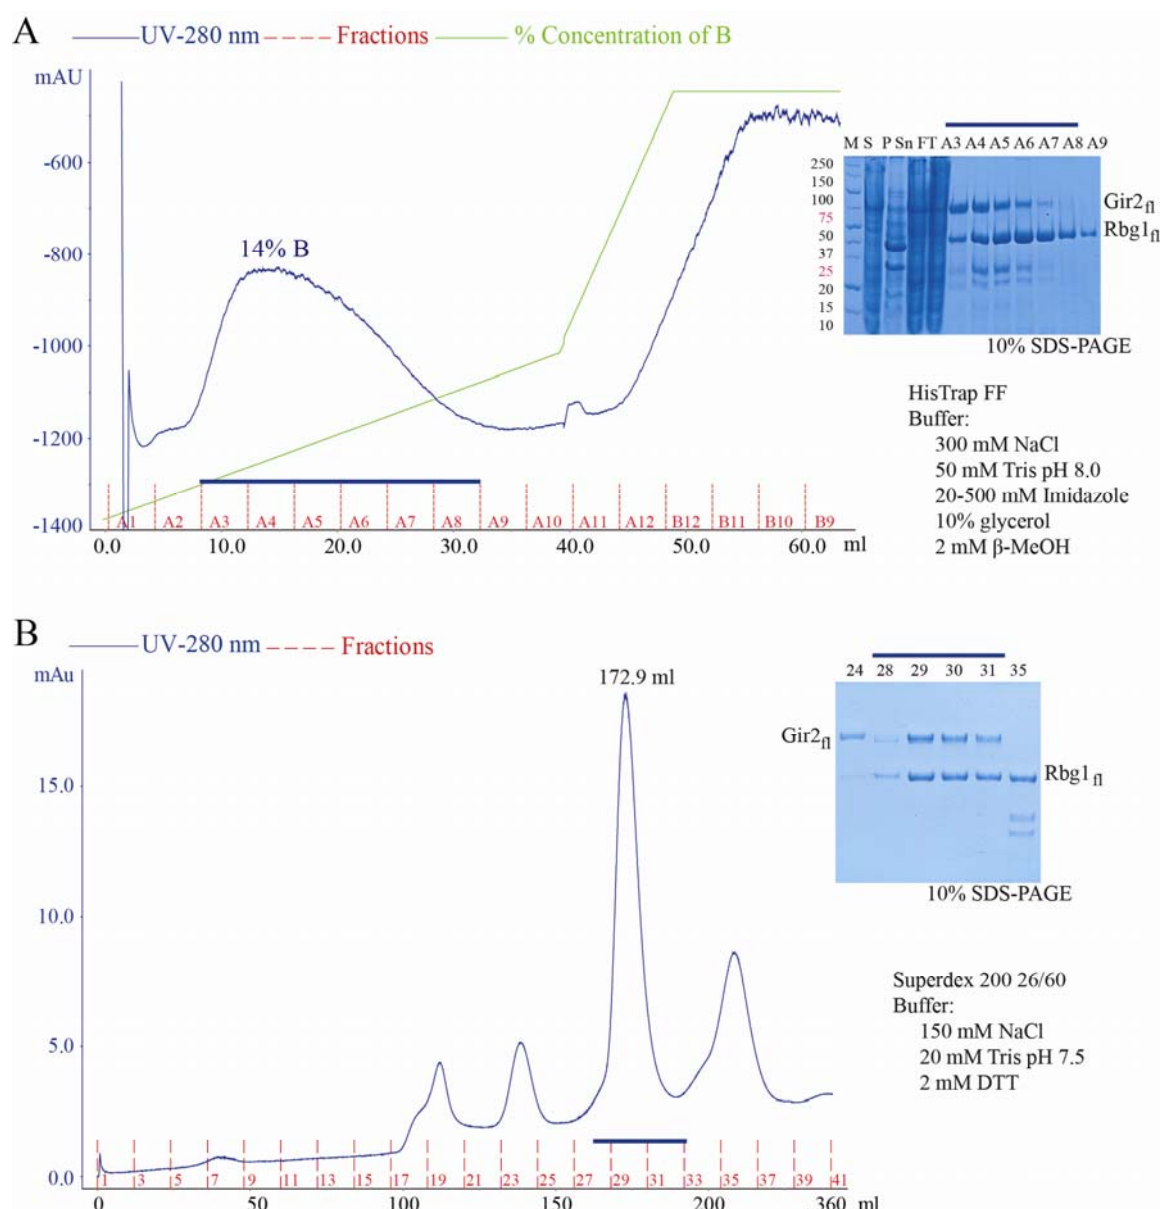 A
UV-280 nm Fractions % Concentration of B
mAU
-600
-800
-1000
-1200
-1400
14% B
A1 A2 A3 A4 A5 A6 A7 A8 A9 A10 A11 A12 B12 B11 B10 B9
0.0 10.0 20.0 30.0 40.0 50.0 60.0 ml
M S P Sn FT A3 A4 A5 A6 A7 A8 A9
250
150
100
75
50
37
25
20
15
10
Gir2fl
Rbg1fl
10% SDS-PAGE
HisTrap FF
Buffer:
300 mM NaCl
50 mM Tris pH 8.0
20-500 mM Imidazole
10% glycerol
2 mM β-MeOH
B
UV-280 nm Fractions
mAu
15.0
10.0
5.0
0.0
172.9 ml
1 3 5 7 9 11 13 15 17 19 21 23 25 27 29 31 33 35 37 39 41
0 50 100 150 200 360 ml
24 28 29 30 31 35
Gir2fl
Rbg1fl
10% SDS-PAGE
Superdex 200 26/60
Buffer:
150 mM NaCl
20 mM Tris pH 7.5
2 mM DTT